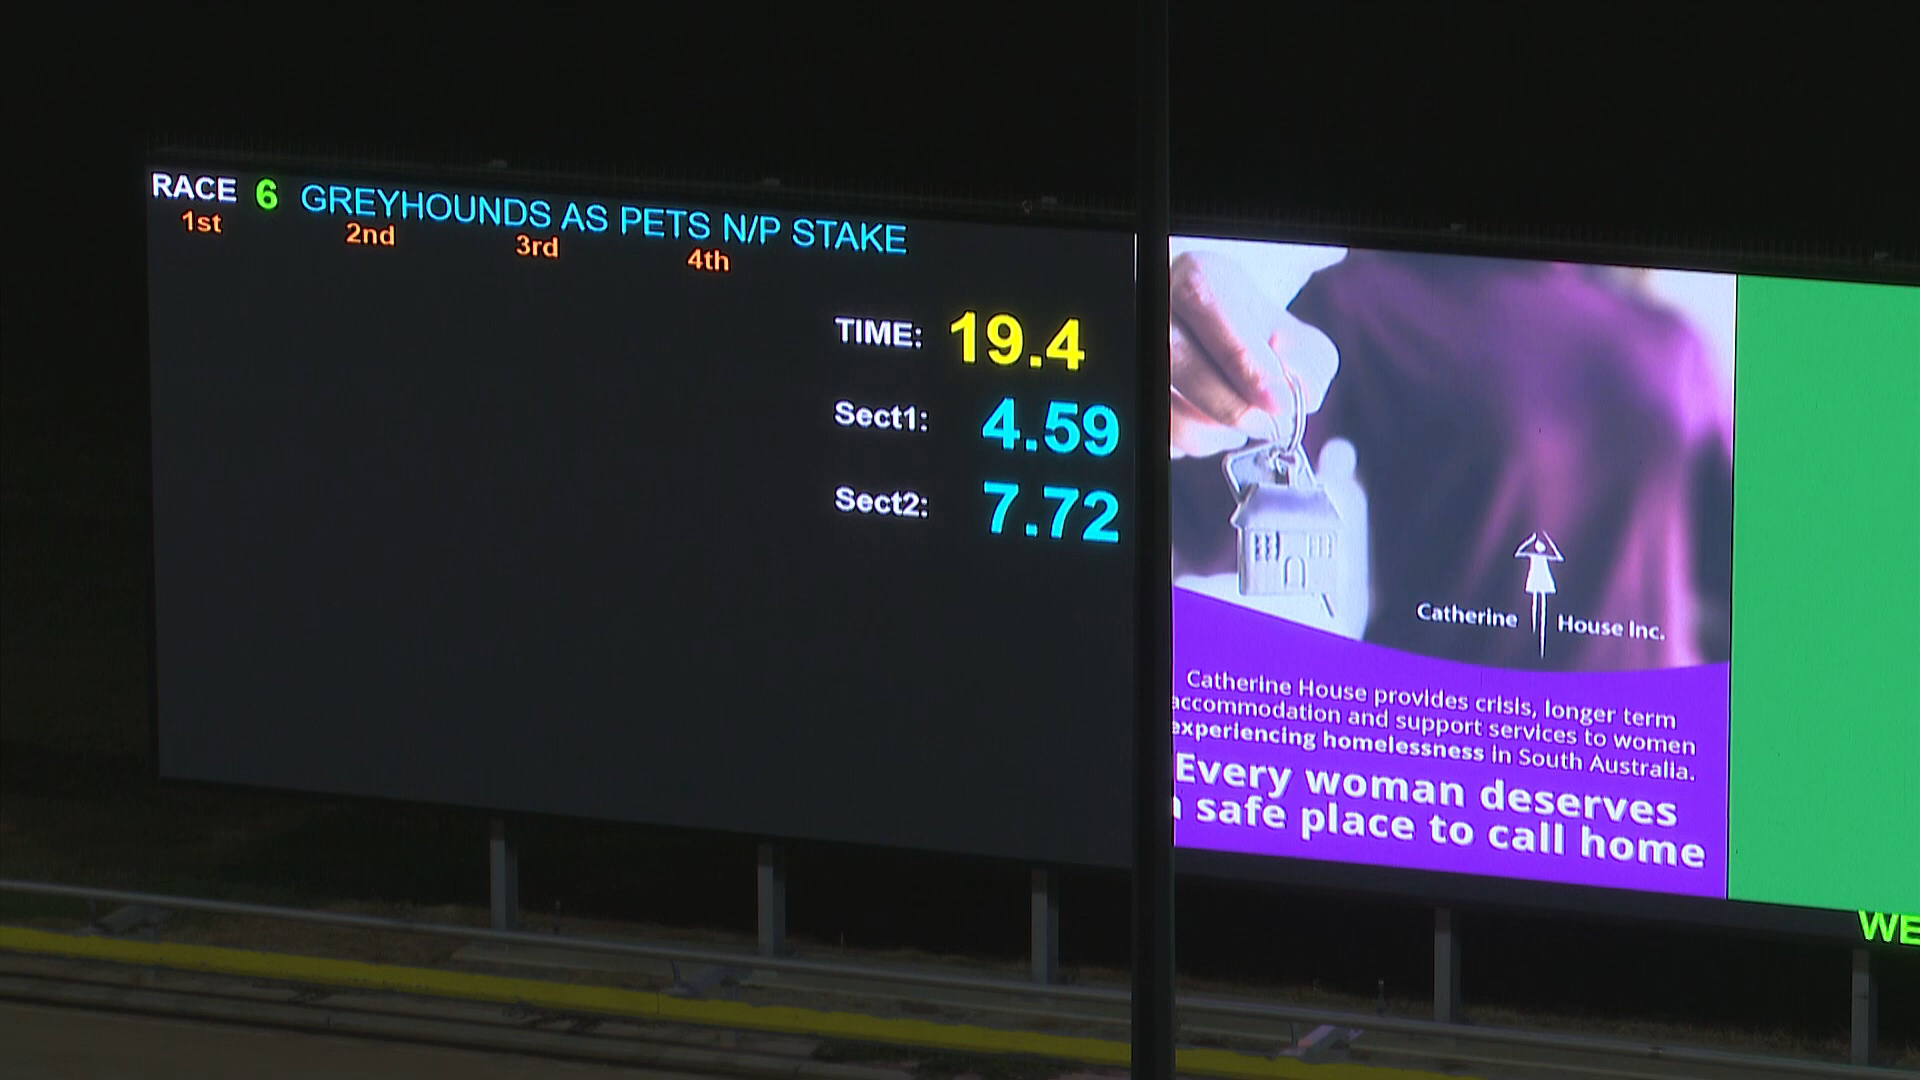 RACE 6 GREYHOUNDS AS PETS N/P STAKE
1st 2nd 3rd 4th
TIME: 19.4
Sect1: 4.59
Sect2: 7.72
Catherine House Inc.
Catherine House provides crisis, longer term
accommodation and support services to women
experiencing homelessness in South Australia.
Every woman deserves
a safe place to call home
WE